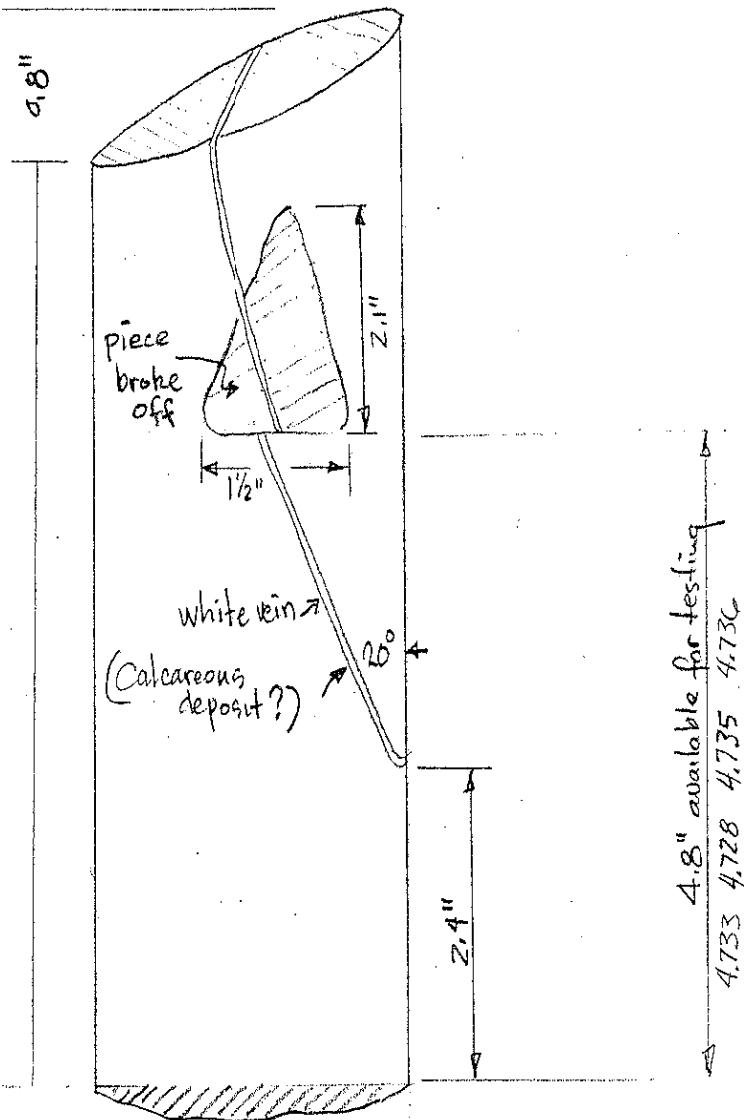 0.8"
piece
broke
off
2.1"
1½"
white vein
(Calcareous
deposit?)
20°
2.4"
4.8" available for testing
4.733 4.728 4.735 4.736